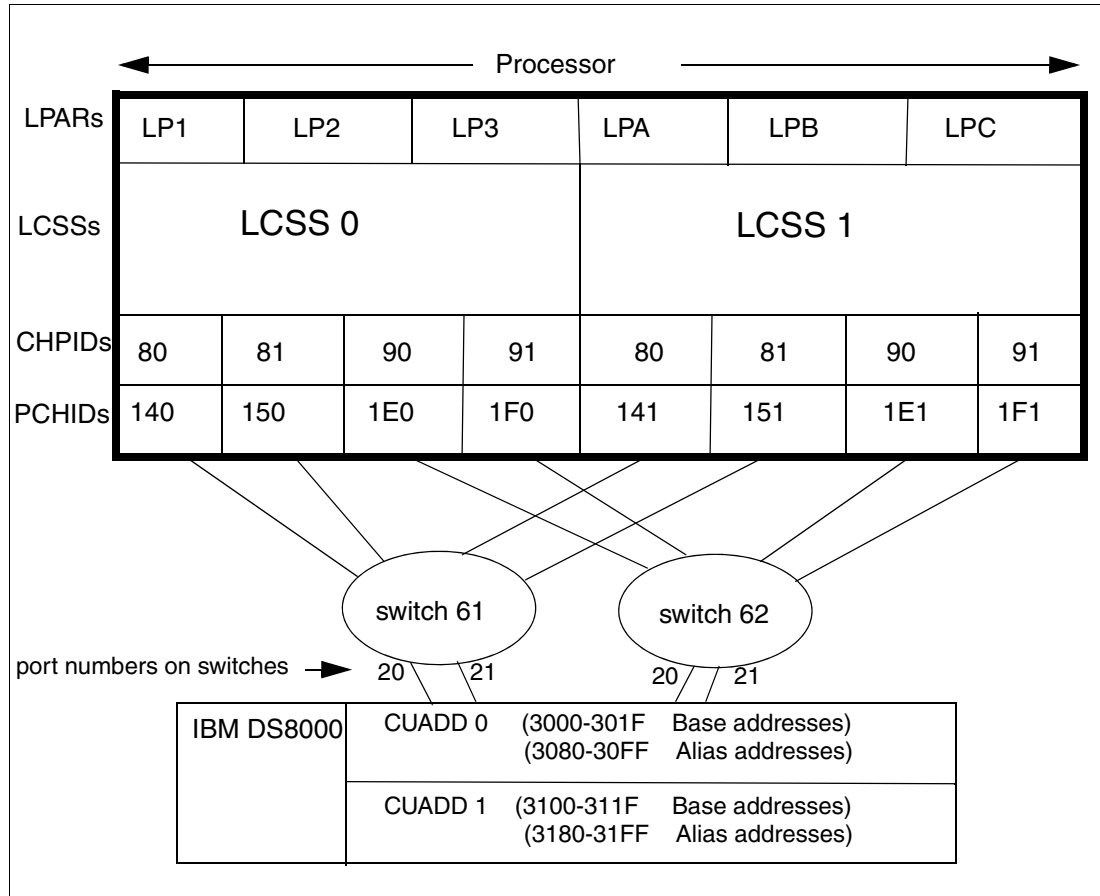 Processor
LPARs LP1 LP2 LP3 LPA LPB LPC
LCSSs LCSS 0 LCSS 1
CHPIDs 80 81 90 91 80 81 90 91
PCHIDs 140 150 1E0 1F0 141 151 1E1 1F1
switch 61 switch 62
port numbers on switches 20 21 20 21
IBM DS8000 CUADD 0 (3000-301F Base addresses)
(3080-30FF Alias addresses)
CUADD 1 (3100-311F Base addresses)
(3180-31FF Alias addresses)